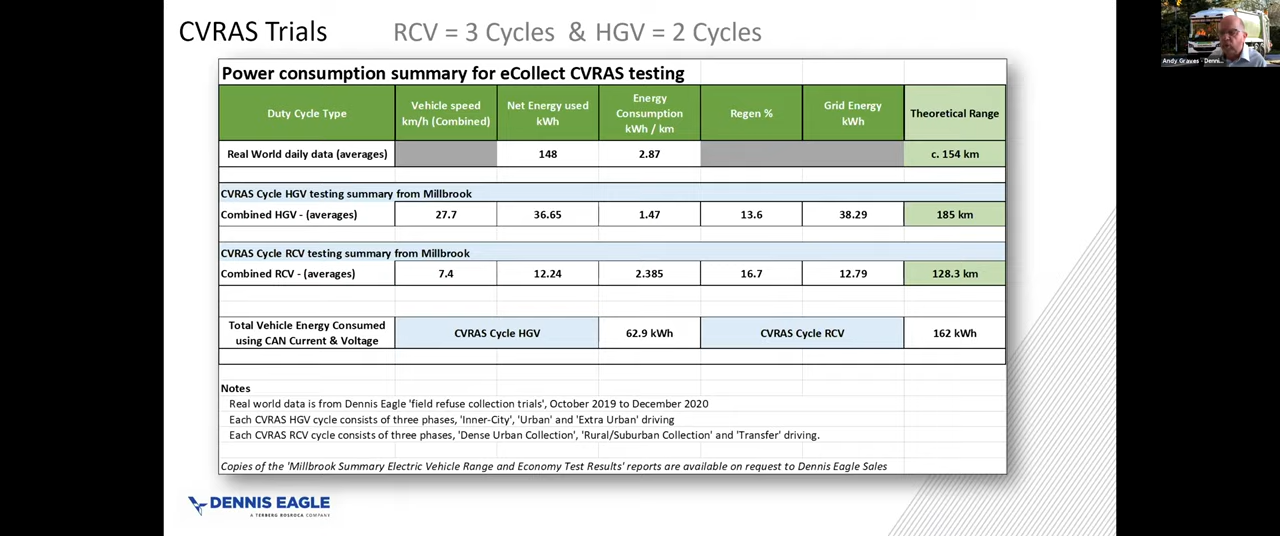 CVRAS Trials RCV = 3 Cycles & HGV = 2 Cycles
Andy Graves - Denni...
Power consumption summary for eCollect CVRAS testing
Duty Cycle Type
Vehicle speed
km/h (Combined)
Net Energy used
kWh
Energy
Consumption
kWh / km
Regen %
Grid Energy
kWh
Theoretical Range
Real World daily data (averages) 148 2.87 c. 154 km
CVRAS Cycle HGV testing summary from Millbrook
Combined HGV - (averages) 27.7 36.65 1.47 13.6 38.29 185 km
CVRAS Cycle RCV testing summary from Millbrook
Combined RCV - (averages) 7.4 12.24 2.385 16.7 12.79 128.3 km
Total Vehicle Energy Consumed
using CAN Current & Voltage
CVRAS Cycle HGV 62.9 kWh CVRAS Cycle RCV 162 kWh
Notes
Real world data is from Dennis Eagle 'field refuse collection trials', October 2019 to December 2020
Each CVRAS HGV cycle consists of three phases, 'Inner-City', 'Urban' and 'Extra Urban' driving
Each CVRAS RCV cycle consists of three phases, 'Dense Urban Collection', 'Rural/Suburban Collection' and 'Transfer' driving.
Copies of the 'Millbrook Summary Electric Vehicle Range and Economy Test Results' reports are available on request to Dennis Eagle Sales
DENNIS EAGLE
A TERBERG ROSROCA COMPANY